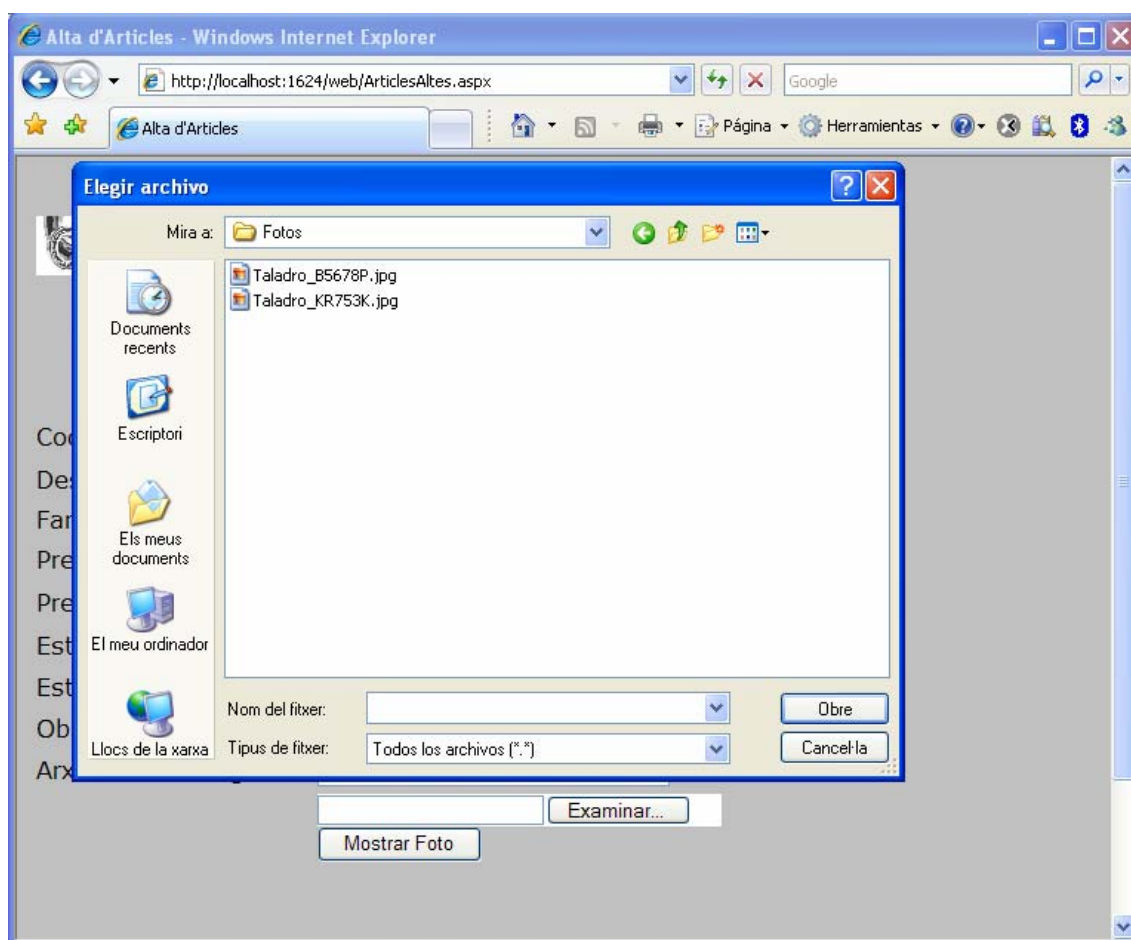 Alta d'Articles - Windows Internet Explorer
http://localhost:1624/web/ArticlesAltes.aspx
Google
Alta d'Articles
Página
Herramientas
Elegir archivo
Mira a:
Fotos
Taladro_B5678P.jpg
Taladro_KR753K.jpg
Documents
recents
Escriptori
Els meus
documents
El meu ordinador
Llocs de la xarxa
Nom del fitxer:
Obre
Tipus de fitxer:
Todos los archivos (*.*)
Cancel·la
Des
Far
Pre
Pre
Est
Est
Ob
Arx
Examinar...
Mostrar Foto